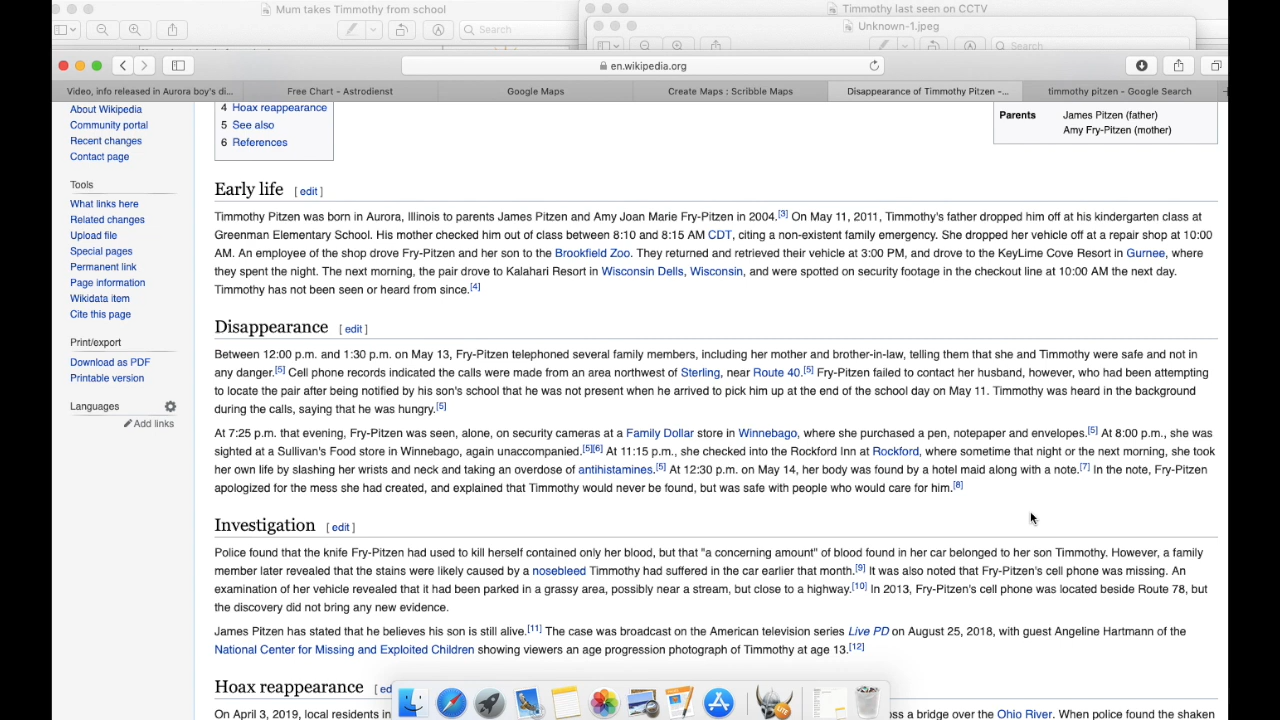 Mum takes Timmothy from school
Timmothy last seen on CCTV
Unknown-1.jpeg
Search
Search
en.wikipedia.org
Video, info released in Aurora boy's di...
Free Chart - Astrodienst
Google Maps
Create Maps : Scribble Maps
Disappearance of Timmothy Pitzen -...
timmothy pitzen - Google Search
About Wikipedia
Community portal
Recent changes
Contact page
Tools
What links here
Related changes
Upload file
Special pages
Permanent link
Page information
Wikidata item
Cite this page
Print/export
Download as PDF
Printable version
Languages
Add links
4 Hoax reappearance
5 See also
6 References
Parents James Pitzen (father)
Amy Fry-Pitzen (mother)
Early life [ edit ]
Timmothy Pitzen was born in Aurora, Illinois to parents James Pitzen and Amy Joan Marie Fry-Pitzen in 2004.[3] On May 11, 2011, Timmothy's father dropped him off at his kindergarten class at
Greenman Elementary School. His mother checked him out of class between 8:10 and 8:15 AM CDT, citing a non-existent family emergency. She dropped her vehicle off at a repair shop at 10:00
AM. An employee of the shop drove Fry-Pitzen and her son to the Brookfield Zoo. They returned and retrieved their vehicle at 3:00 PM, and drove to the KeyLime Cove Resort in Gurnee, where
they spent the night. The next morning, the pair drove to Kalahari Resort in Wisconsin Dells, Wisconsin, and were spotted on security footage in the checkout line at 10:00 AM the next day.
Timmothy has not been seen or heard from since.[4]
Disappearance [ edit ]
Between 12:00 p.m. and 1:30 p.m. on May 13, Fry-Pitzen telephoned several family members, including her mother and brother-in-law, telling them that she and Timmothy were safe and not in
any danger.[5] Cell phone records indicated the calls were made from an area northwest of Sterling, near Route 40.[5] Fry-Pitzen failed to contact her husband, however, who had been attempting
to locate the pair after being notified by his son's school that he was not present when he arrived to pick him up at the end of the school day on May 11. Timmothy was heard in the background
during the calls, saying that he was hungry.[5]
At 7:25 p.m. that evening, Fry-Pitzen was seen, alone, on security cameras at a Family Dollar store in Winnebago, where she purchased a pen, notepaper and envelopes.[5] At 8:00 p.m., she was
sighted at a Sullivan's Food store in Winnebago, again unaccompanied.[5][6] At 11:15 p.m., she checked into the Rockford Inn at Rockford, where sometime that night or the next morning, she took
her own life by slashing her wrists and neck and taking an overdose of antihistamines.[5] At 12:30 p.m. on May 14, her body was found by a hotel maid along with a note.[7] In the note, Fry-Pitzen
apologized for the mess she had created, and explained that Timmothy would never be found, but was safe with people who would care for him.[8]
Investigation [ edit ]
Police found that the knife Fry-Pitzen had used to kill herself contained only her blood, but that "a concerning amount" of blood found in her car belonged to her son Timmothy. However, a family
member later revealed that the stains were likely caused by a nosebleed Timmothy had suffered in the car earlier that month.[9] It was also noted that Fry-Pitzen's cell phone was missing. An
examination of her vehicle revealed that it had been parked in a grassy area, possibly near a stream, but close to a highway.[10] In 2013, Fry-Pitzen's cell phone was located beside Route 78, but
the discovery did not bring any new evidence.
James Pitzen has stated that he believes his son is still alive.[11] The case was broadcast on the American television series Live PD on August 25, 2018, with guest Angeline Hartmann of the
National Center for Missing and Exploited Children showing viewers an age progression photograph of Timmothy at age 13.[12]
Hoax reappearance [ ed
On April 3, 2019, local residents in
ss a bridge over the Ohio River. When police found the shaken